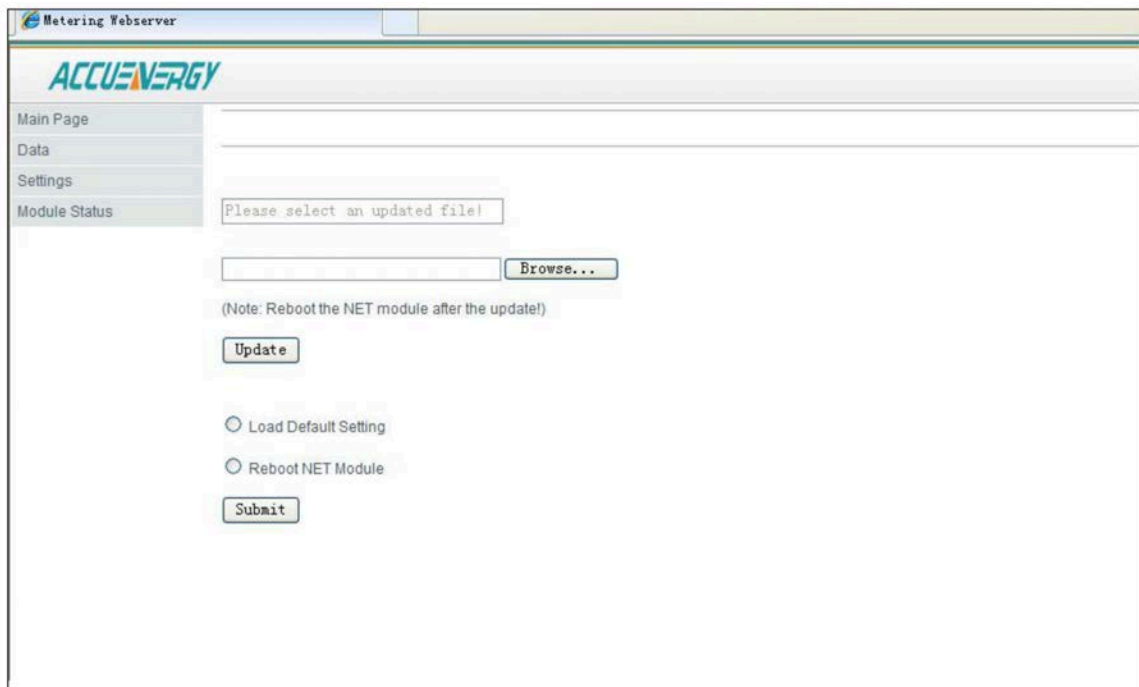 Metering Webserver
ACCUENERGY
Main Page
Data
Settings
Module Status
Please select an updated file!
Browse...
(Note: Reboot the NET module after the update!)
Update
Load Default Setting
Reboot NET Module
Submit